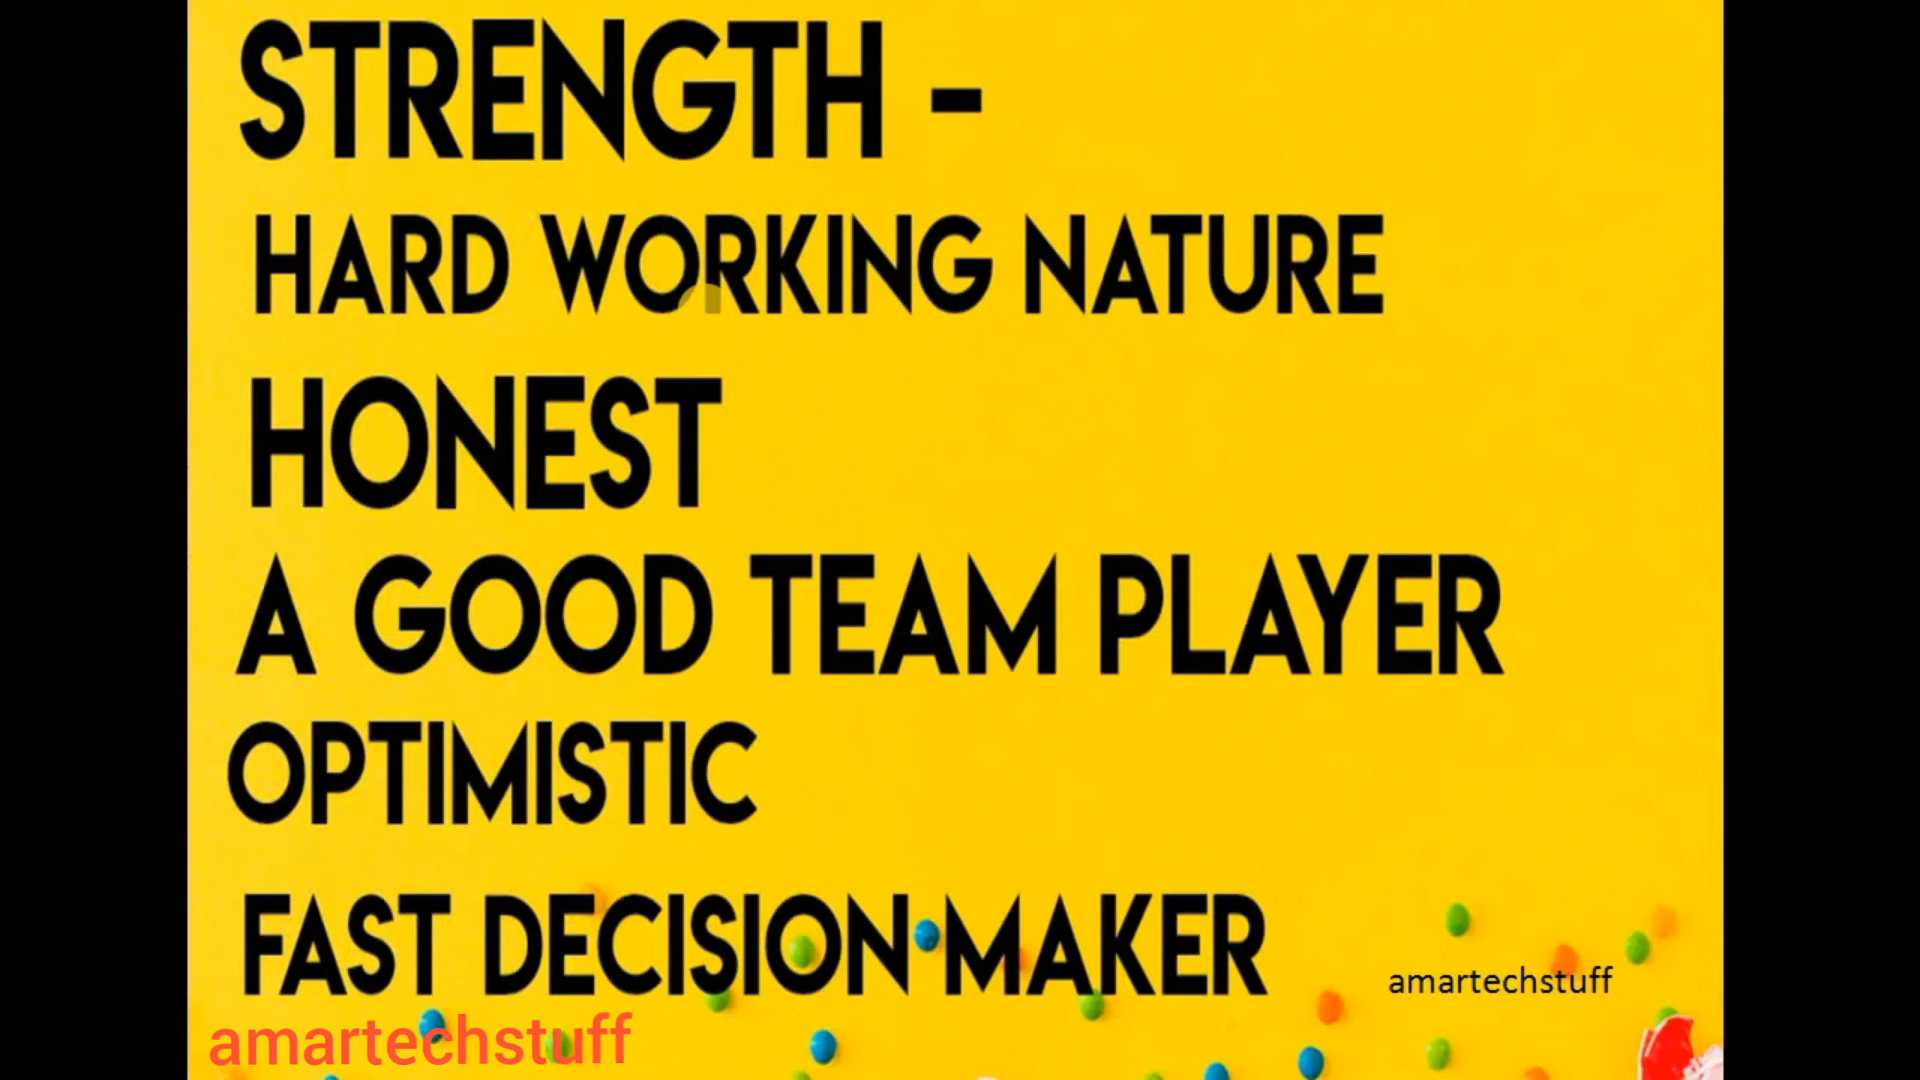 STRENGTH -
HARD WORKING NATURE
HONEST
A GOOD TEAM PLAYER
OPTIMISTIC
FAST DECISION MAKER
amartechstuff
amartechstuff